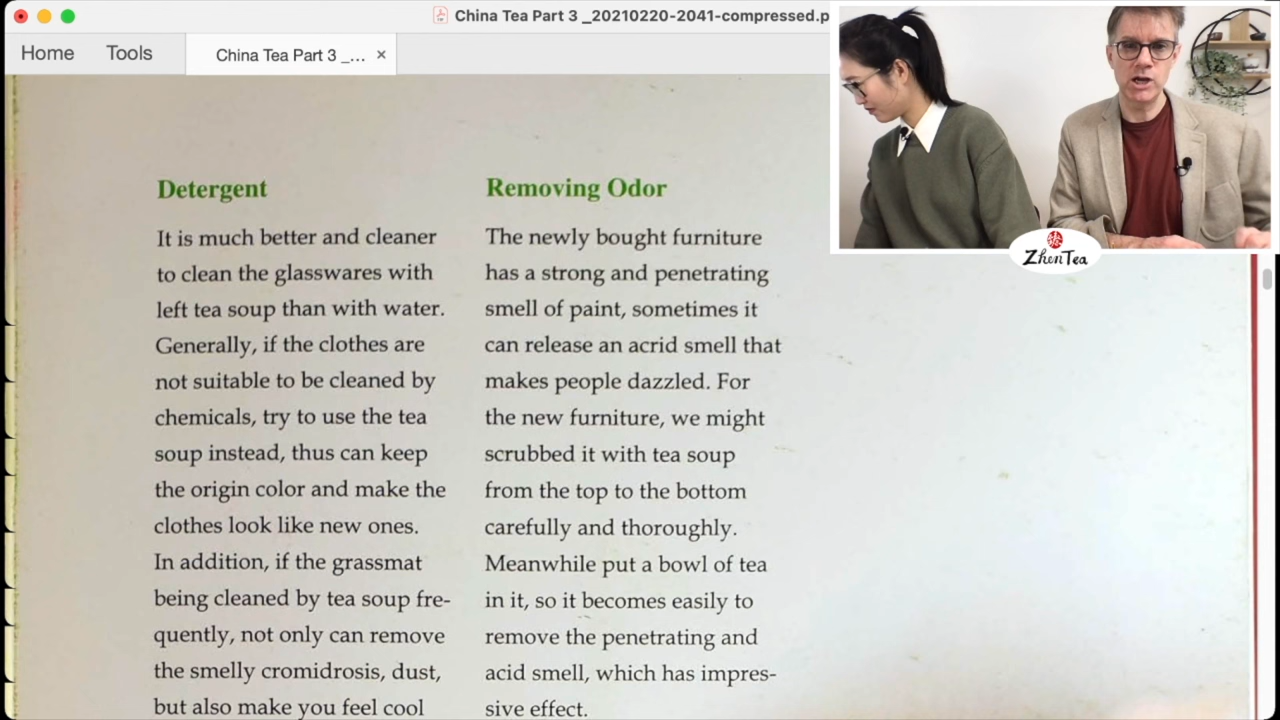 China Tea Part 3 _20210220-2041-compressed.p
Home
Tools
China Tea Part 3 _...
Zhen Tea
Detergent
It is much better and cleaner
to clean the glasswares with
left tea soup than with water.
Generally, if the clothes are
not suitable to be cleaned by
chemicals, try to use the tea
soup instead, thus can keep
the origin color and make the
clothes look like new ones.
In addition, if the grassmat
being cleaned by tea soup fre-
quently, not only can remove
the smelly cromidrosis, dust,
but also make you feel cool
Removing Odor
The newly bought furniture
has a strong and penetrating
smell of paint, sometimes it
can release an acrid smell that
makes people dazzled. For
the new furniture, we might
scrubbed it with tea soup
from the top to the bottom
carefully and thoroughly.
Meanwhile put a bowl of tea
in it, so it becomes easily to
remove the penetrating and
acid smell, which has impres-
sive effect.